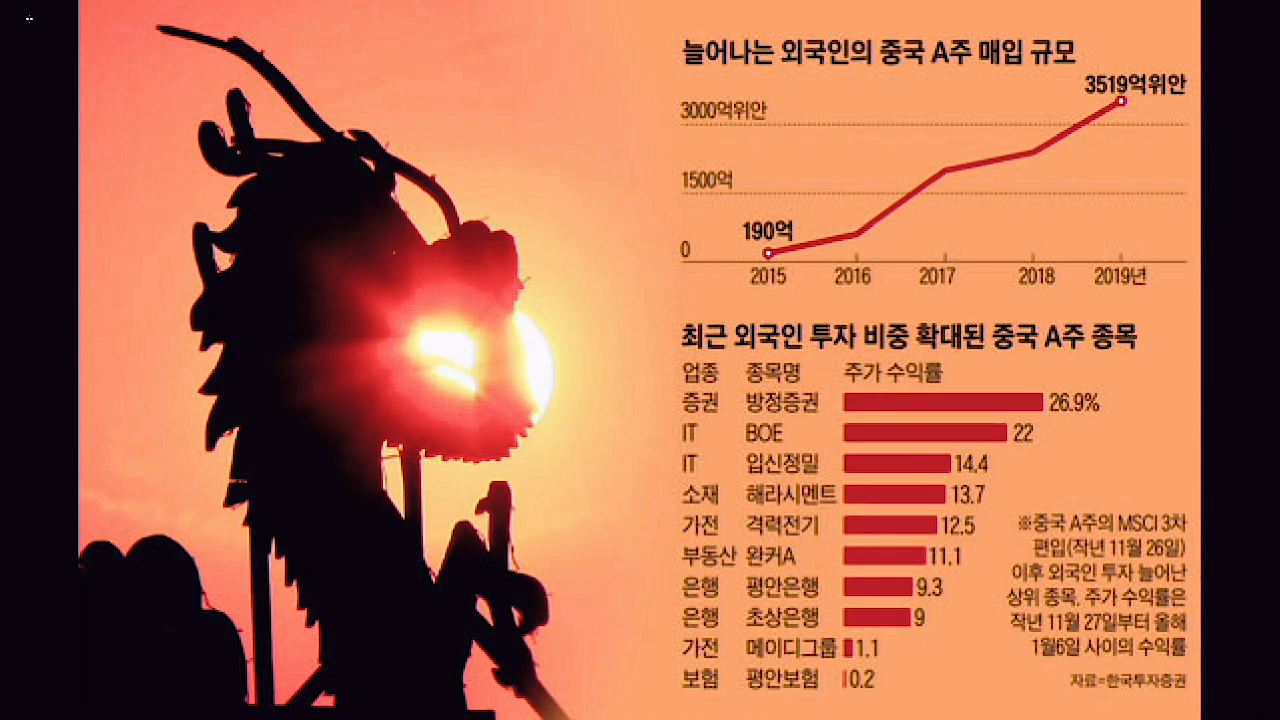 늘어나는 외국인의 중국 A주 매입 규모
3519억위안
3000억위안
1500억
190억
0
2015 2016 2017 2018 2019년
최근 외국인 투자 비중 확대된 중국 A주 종목
업종 종목명 주가 수익률
증권 방정증권 26.9%
IT BOE 22
IT 입신정밀 14.4
소재 해라시멘트 13.7
가전 격력전기 12.5
부동산 완커A 11.1
은행 평안은행 9.3
은행 초상은행 9
가전 메이디그룹 1.1
보험 평안보험 0.2
※중국 A주의 MSCI 3차
편입(작년 11월 26일)
이후 외국인 투자 늘어난
상위 종목. 주가 수익률은
작년 11월 27일부터 올해
1월6일 사이의 수익률
자료=한국투자증권